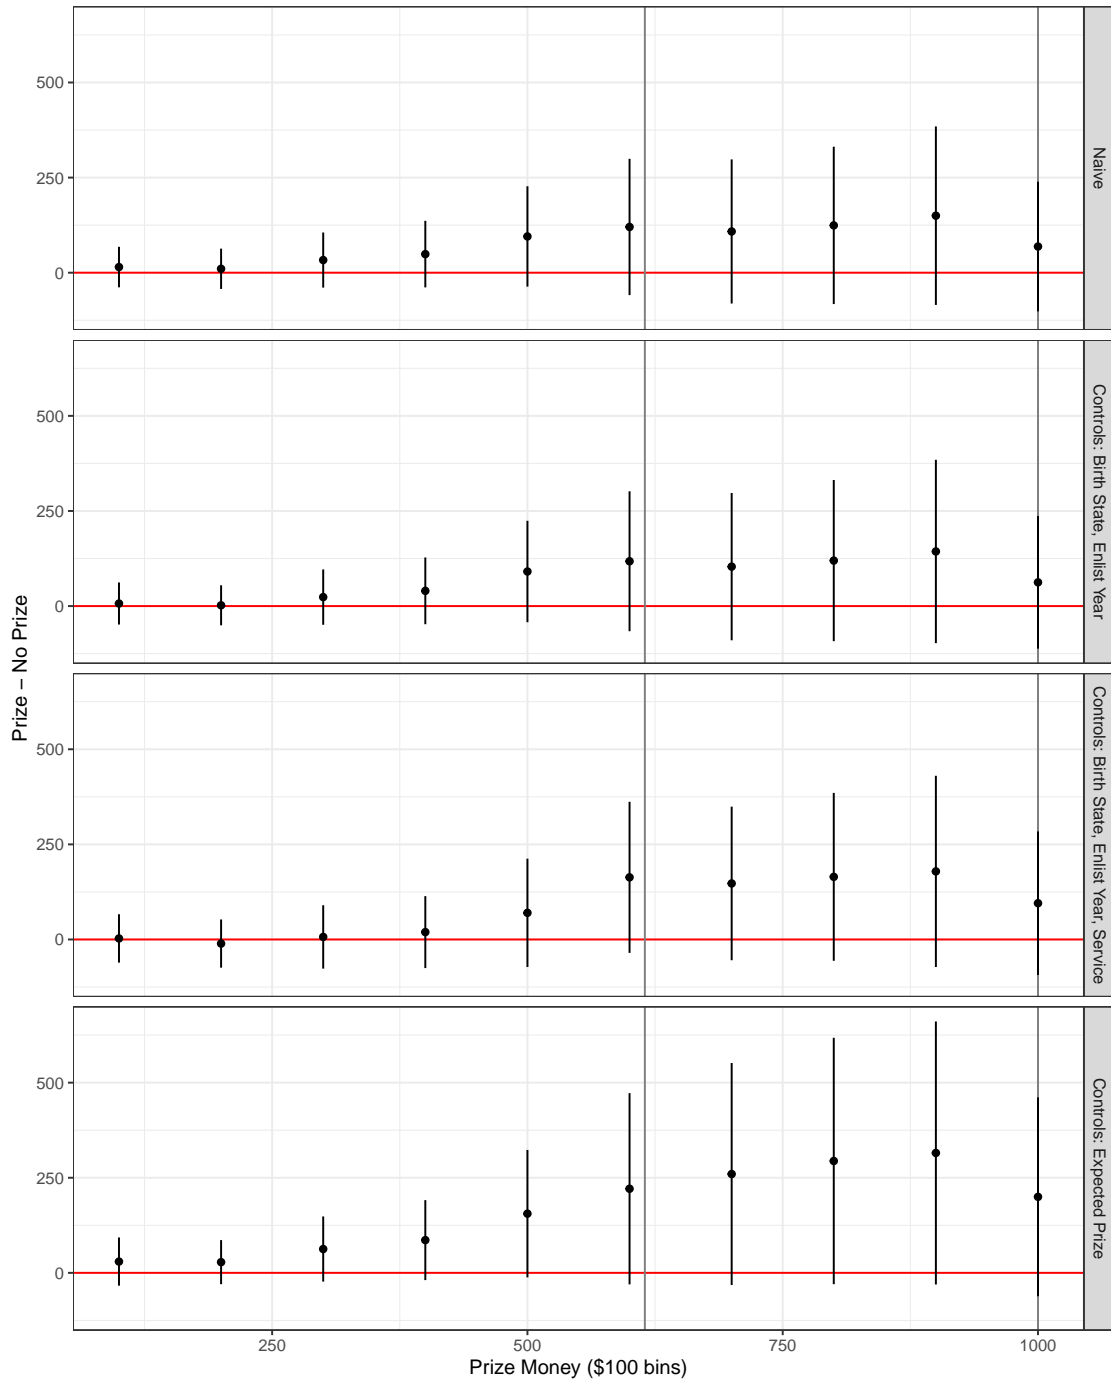 500
250
0
Naive
500
250
0
Controls: Birth State, Enlist Year
500
250
0
Controls: Birth State, Enlist Year, Service
500
250
0
Controls: Expected Prize
250
500
750
1000
Prize Money ($100 bins)
Prize – No Prize